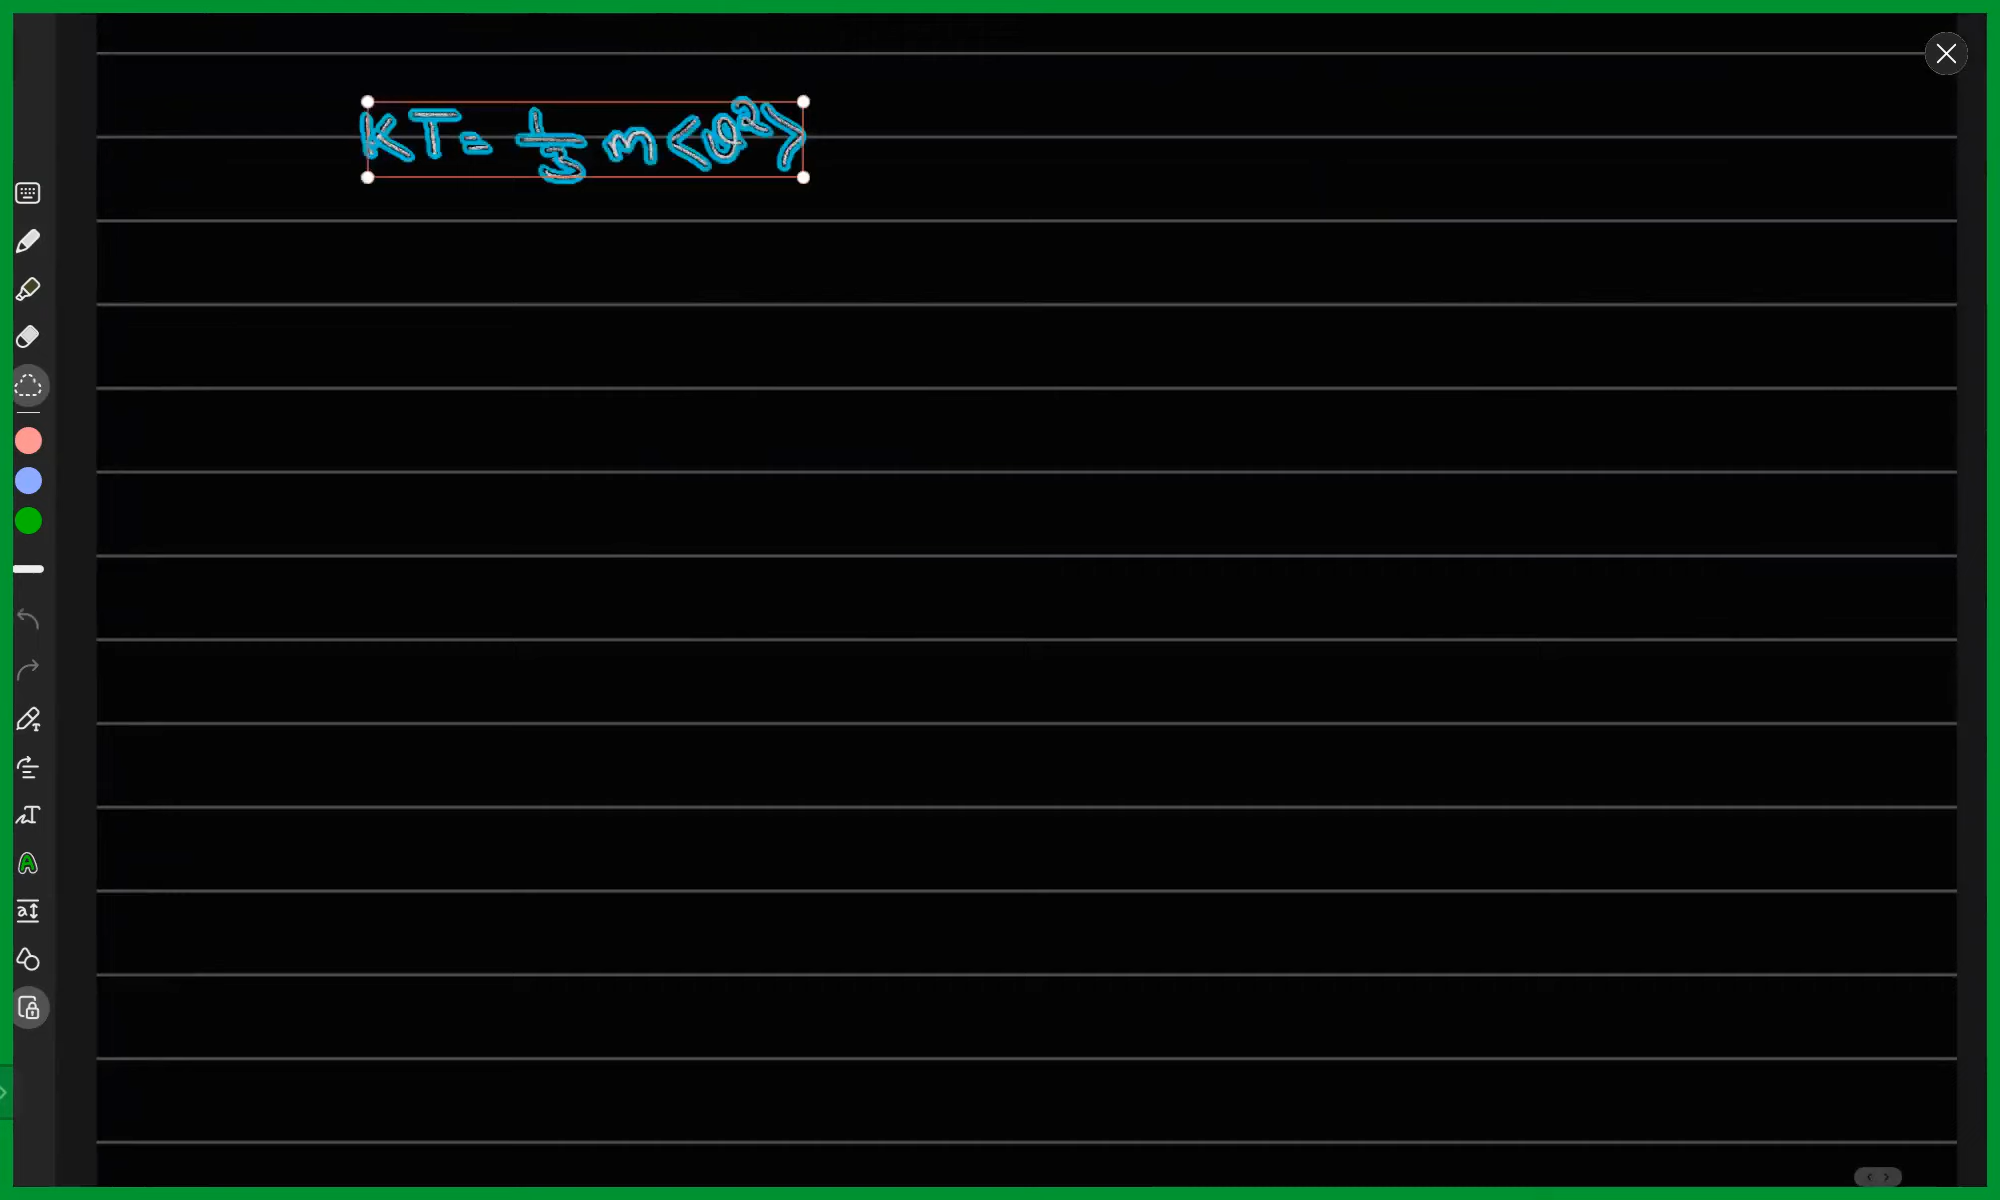 KT = 1/3 m <v²>